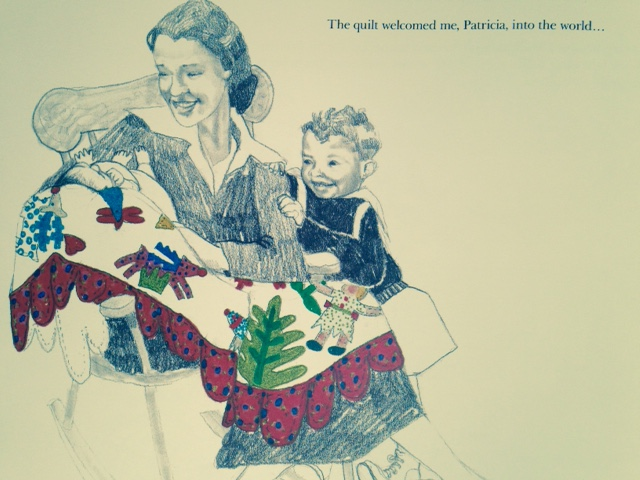 The quilt welcomed me, Patricia, into the world…